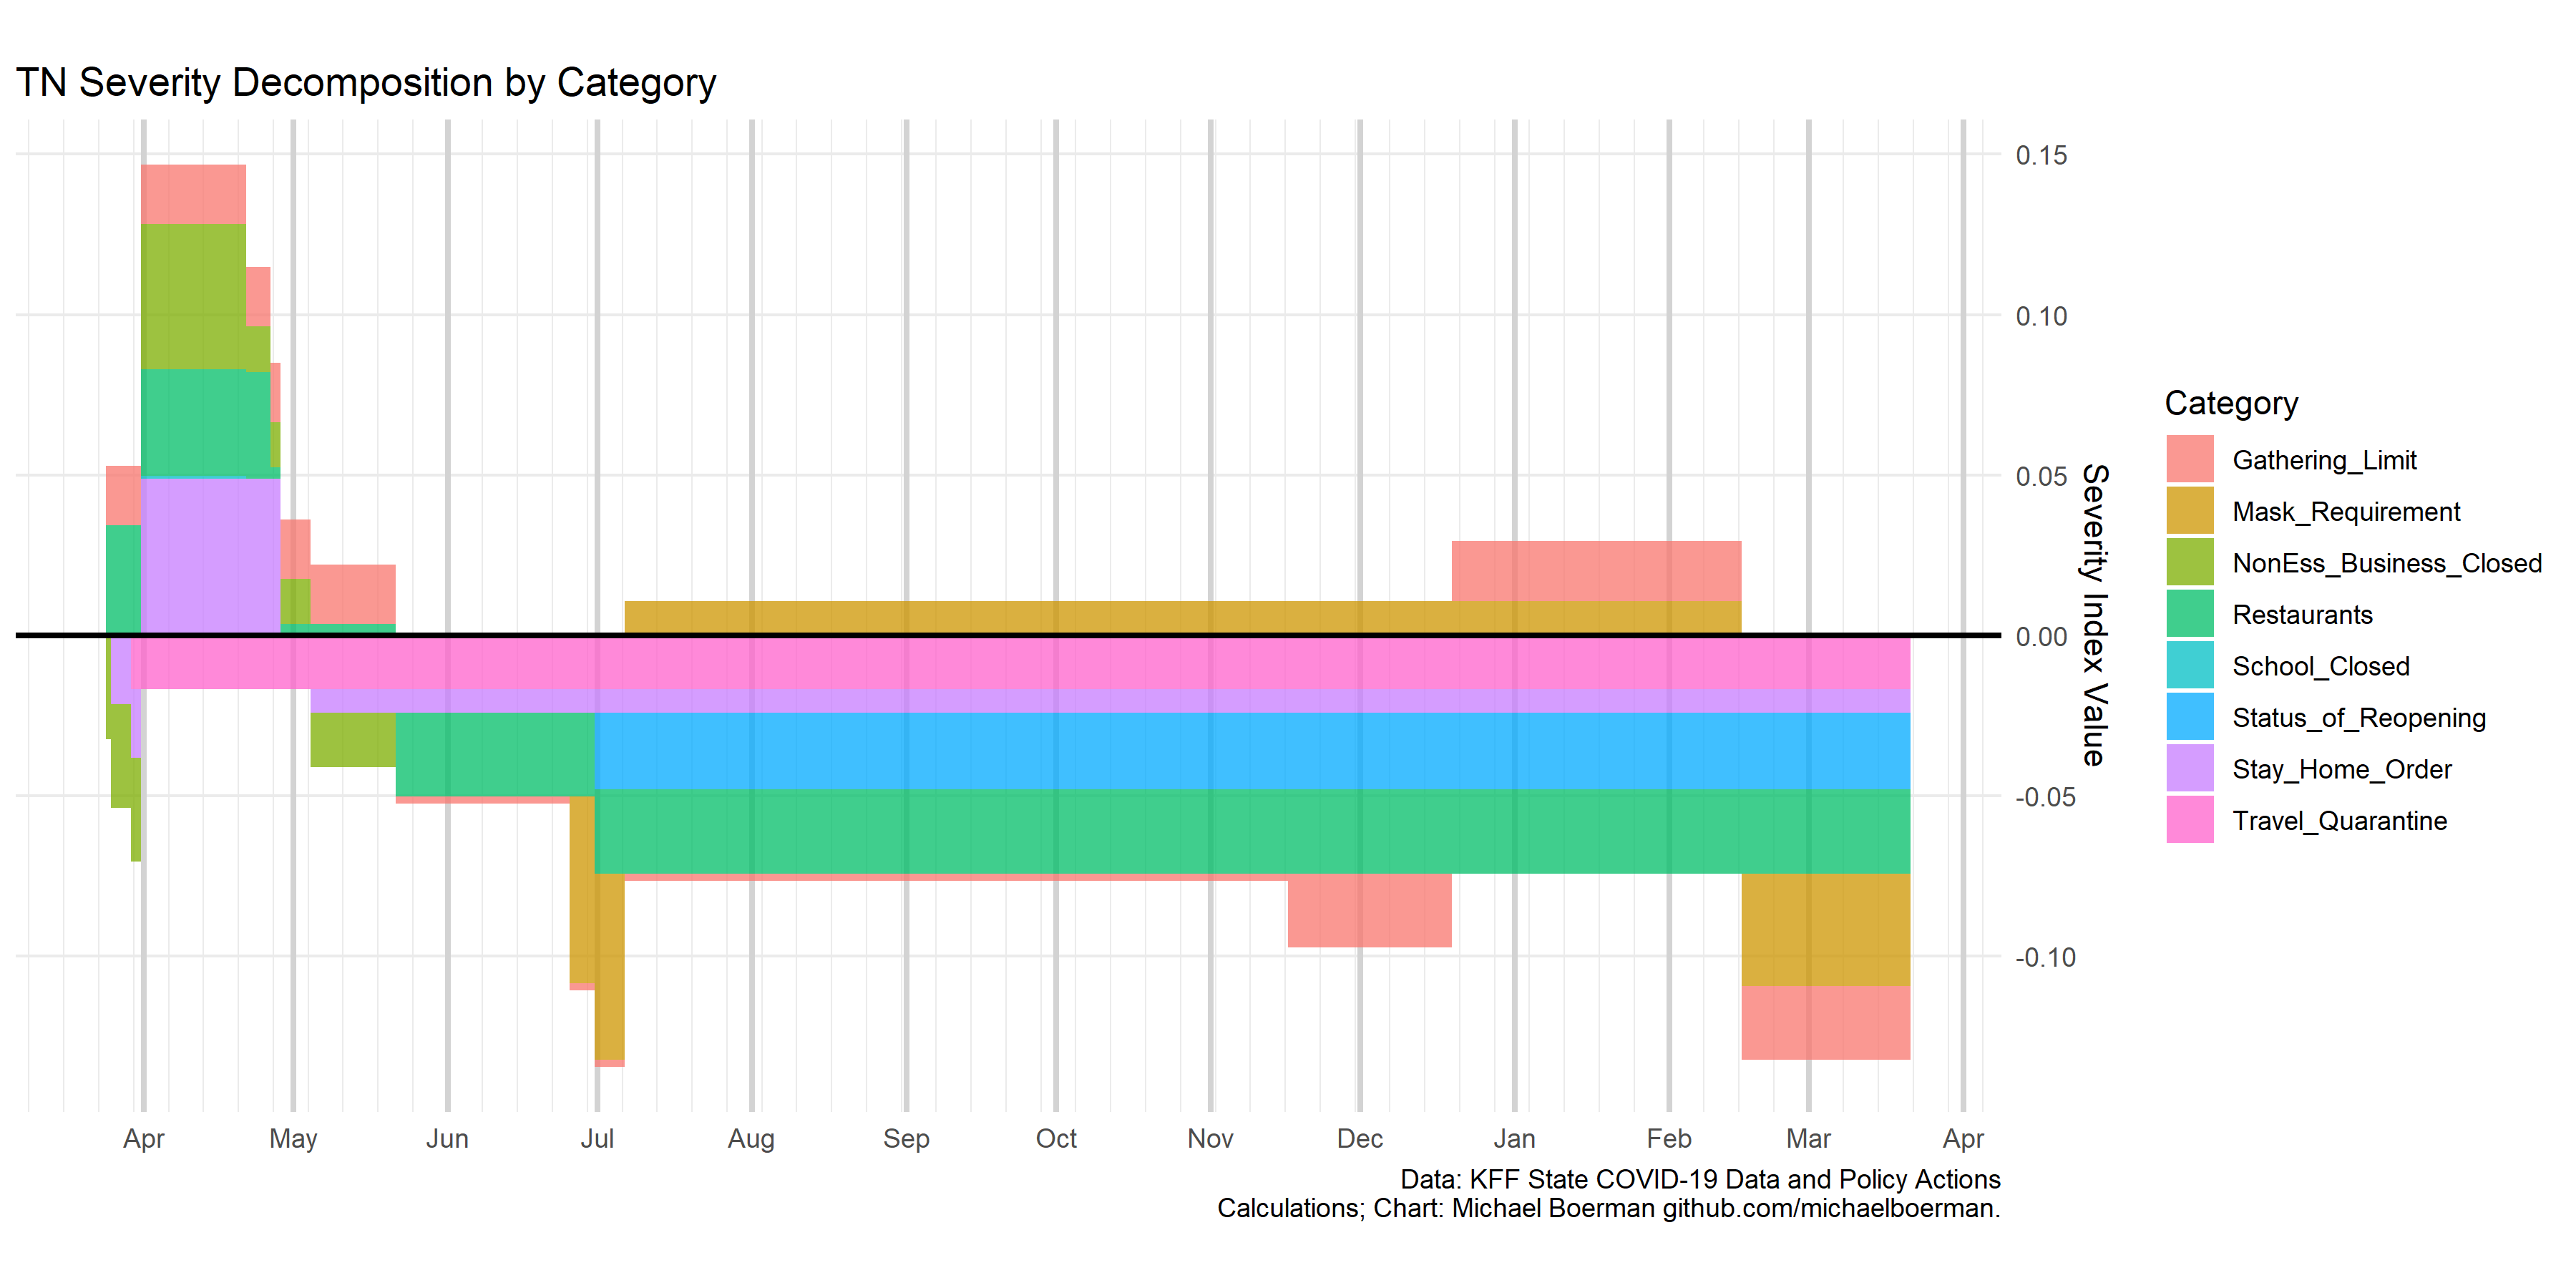 TN Severity Decomposition by Category
0.15
0.10
0.05
0.00
-0.05
-0.10
Severity Index Value
Apr May Jun Jul Aug Sep Oct Nov Dec Jan Feb Mar Apr
Data: KFF State COVID-19 Data and Policy Actions
Calculations; Chart: Michael Boerman github.com/michaelboerman.
Category
Gathering_Limit
Mask_Requirement
NonEss_Business_Closed
Restaurants
School_Closed
Status_of_Reopening
Stay_Home_Order
Travel_Quarantine